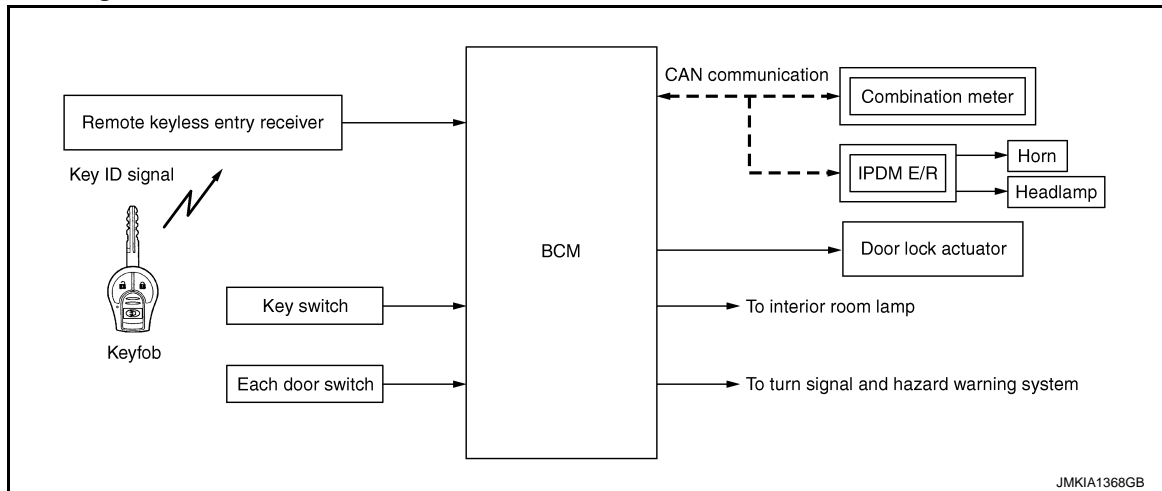 CAN communication
Remote keyless entry receiver
Combination meter
Key ID signal
IPDM E/R
Horn
Headlamp
BCM
Door lock actuator
Key switch
To interior room lamp
Keyfob
Each door switch
To turn signal and hazard warning system
JMKIA1368GB